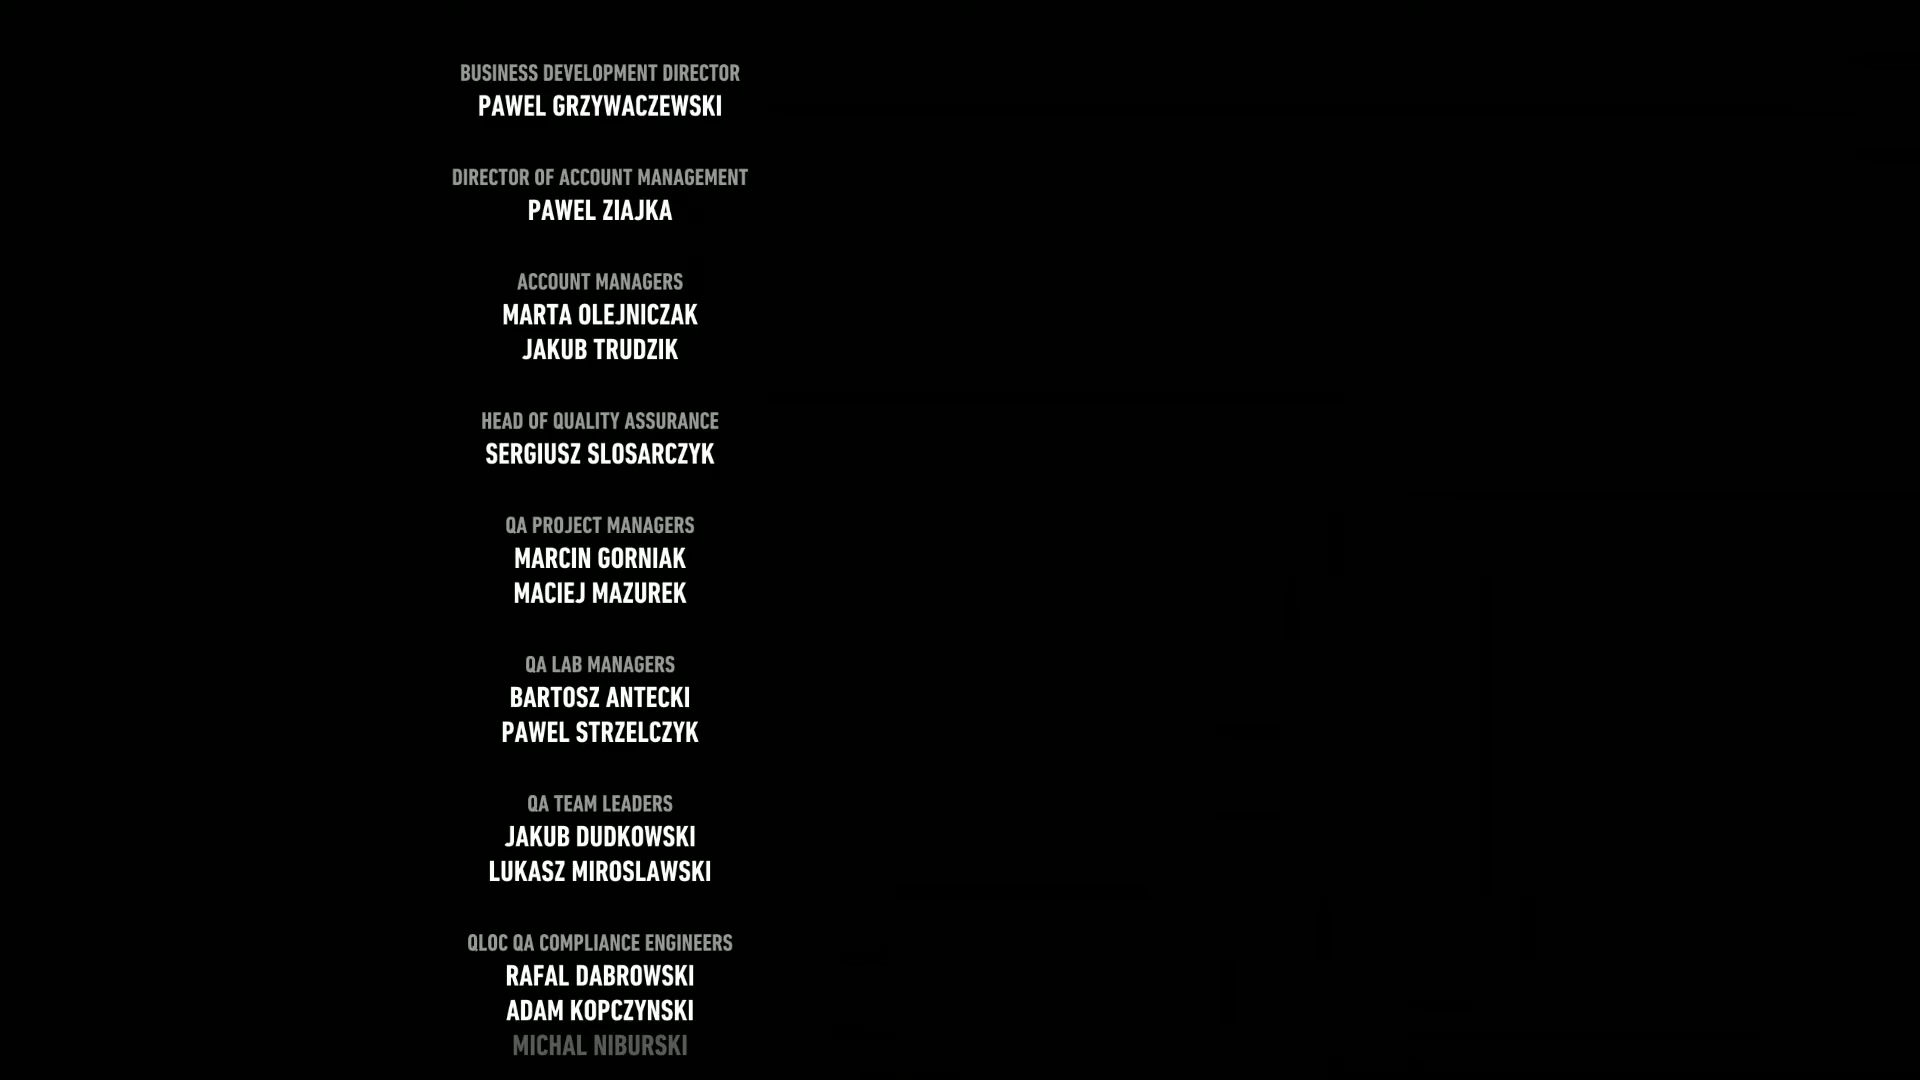 BUSINESS DEVELOPMENT DIRECTOR
PAWEL GRZYWACZEWSKI
DIRECTOR OF ACCOUNT MANAGEMENT
PAWEL ZIAJKA
ACCOUNT MANAGERS
MARTA OLEJNICZAK
JAKUB TRUDZIK
HEAD OF QUALITY ASSURANCE
SERGIUSZ SLOSARCZYK
QA PROJECT MANAGERS
MARCIN GORNIAK
MACIEJ MAZUREK
QA LAB MANAGERS
BARTOSZ ANTECKI
PAWEL STRZELCZYK
QA TEAM LEADERS
JAKUB DUDKOWSKI
LUKASZ MIROSLAWSKI
QLOC QA COMPLIANCE ENGINEERS
RAFAL DABROWSKI
ADAM KOPCZYNSKI
MICHAL NIBURSKI